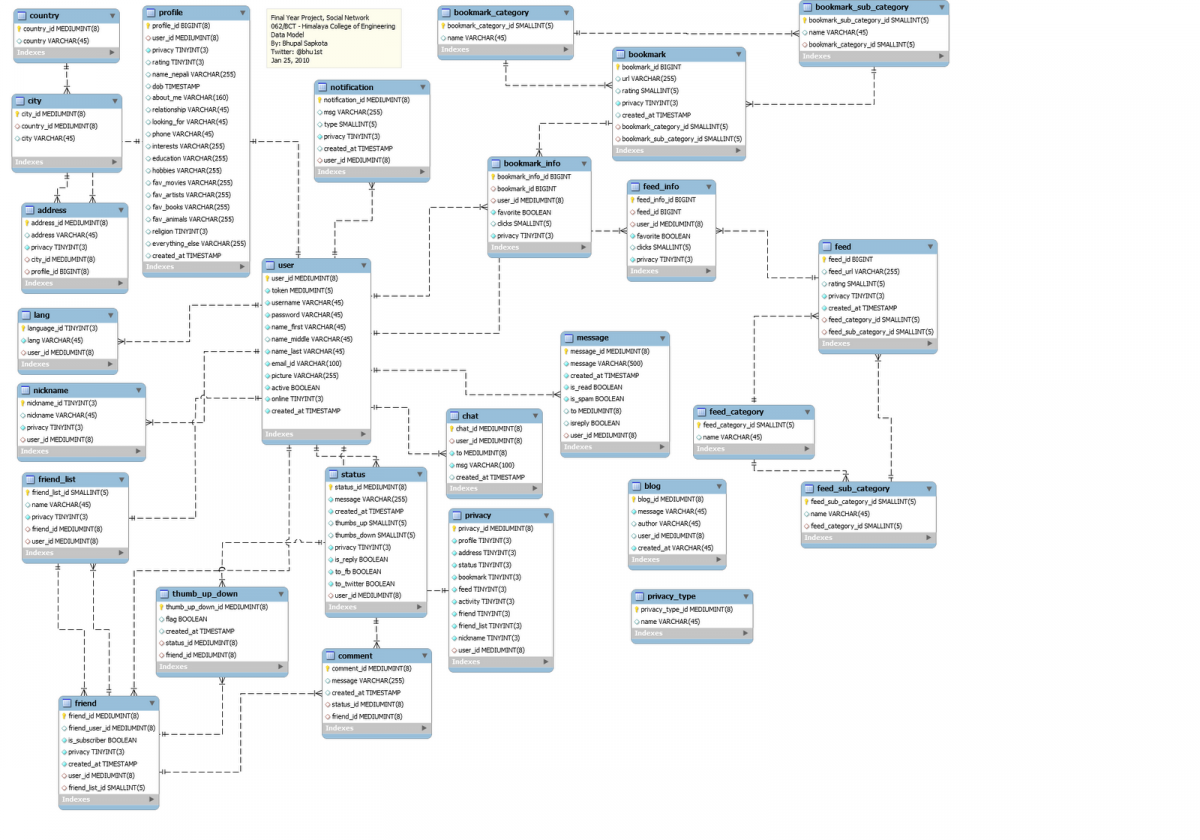 country
country_id MEDIUMINT(8)
country VARCHAR(45)
Indexes
profile
profile_id BIGINT(8)
user_id MEDIUMINT(8)
privacy TINYINT(3)
rating TINYINT(3)
name_nepali VARCHAR(255)
dob TIMESTAMP
about_me VARCHAR(160)
relationship VARCHAR(45)
looking_for VARCHAR(45)
phone VARCHAR(45)
interests VARCHAR(255)
education VARCHAR(255)
hobbies VARCHAR(255)
fav_movies VARCHAR(255)
fav_artists VARCHAR(255)
fav_books VARCHAR(255)
fav_animals VARCHAR(255)
religion TINYINT(3)
everything_else VARCHAR(255)
created_at TIMESTAMP
Indexes
Final Year Project, Social Network
062/BCT - Himalaya College of Engineering
Data Model
By: Bhupal Sapkota
Twitter: @bhu1st
Jan 25, 2010
bookmark_category
bookmark_category_id SMALLINT(5)
name VARCHAR(45)
Indexes
bookmark_sub_category
bookmark_sub_category_id SMALLINT(5)
name VARCHAR(45)
bookmark_category_id SMALLINT(5)
Indexes
bookmark
bookmark_id BIGINT
url VARCHAR(255)
rating SMALLINT(5)
privacy TINYINT(3)
created_at TIMESTAMP
bookmark_category_id SMALLINT(5)
bookmark_sub_category_id SMALLINT(5)
Indexes
city
city_id MEDIUMINT(8)
country_id MEDIUMINT(8)
city VARCHAR(45)
Indexes
notification
notification_id MEDIUMINT(8)
msg VARCHAR(255)
type SMALLINT(5)
privacy TINYINT(3)
created_at TIMESTAMP
user_id MEDIUMINT(8)
Indexes
bookmark_info
bookmark_info_id BIGINT
bookmark_id BIGINT
user_id MEDIUMINT(8)
favorite BOOLEAN
clicks SMALLINT(5)
privacy TINYINT(3)
Indexes
feed_info
feed_info_id BIGINT
feed_id BIGINT
user_id MEDIUMINT(8)
favorite BOOLEAN
clicks SMALLINT(5)
privacy TINYINT(3)
Indexes
address
address_id MEDIUMINT(8)
address VARCHAR(45)
privacy TINYINT(3)
city_id MEDIUMINT(8)
profile_id BIGINT(8)
Indexes
feed
feed_id BIGINT
feed_url VARCHAR(255)
rating SMALLINT(5)
privacy TINYINT(3)
created_at TIMESTAMP
feed_category_id SMALLINT(5)
feed_sub_category_id SMALLINT(5)
Indexes
user
user_id MEDIUMINT(8)
token MEDIUMINT(5)
username VARCHAR(45)
password VARCHAR(45)
name_first VARCHAR(45)
name_middle VARCHAR(45)
name_last VARCHAR(45)
email_id VARCHAR(100)
picture VARCHAR(255)
active BOOLEAN
online TINYINT(3)
created_at TIMESTAMP
Indexes
lang
language_id TINYINT(3)
lang VARCHAR(45)
user_id MEDIUMINT(8)
Indexes
message
message_id MEDIUMINT(8)
message VARCHAR(500)
created_at TIMESTAMP
is_read BOOLEAN
is_spam BOOLEAN
to MEDIUMINT(8)
isreply BOOLEAN
user_id MEDIUMINT(8)
Indexes
nickname
nickname_id TINYINT(3)
nickname VARCHAR(45)
privacy TINYINT(3)
user_id MEDIUMINT(8)
Indexes
chat
chat_id MEDIUMINT(8)
user_id MEDIUMINT(8)
to MEDIUMINT(8)
msg VARCHAR(100)
created_at TIMESTAMP
Indexes
feed_category
feed_category_id SMALLINT(5)
name VARCHAR(45)
Indexes
friend_list
friend_list_id SMALLINT(5)
name VARCHAR(45)
privacy TINYINT(3)
friend_id MEDIUMINT(8)
user_id MEDIUMINT(8)
Indexes
status
status_id MEDIUMINT(8)
message VARCHAR(255)
created_at TIMESTAMP
thumbs_up SMALLINT(5)
thumbs_down SMALLINT(5)
privacy TINYINT(3)
is_reply BOOLEAN
to_fb BOOLEAN
to_twitter BOOLEAN
user_id MEDIUMINT(8)
Indexes
blog
blog_id MEDIUMINT(8)
message VARCHAR(45)
author VARCHAR(45)
user_id MEDIUMINT(8)
created_at VARCHAR(45)
Indexes
feed_sub_category
feed_sub_category_id SMALLINT(5)
name VARCHAR(45)
feed_category_id SMALLINT(5)
Indexes
privacy
privacy_id MEDIUMINT(8)
profile TINYINT(3)
address TINYINT(3)
status TINYINT(3)
bookmark TINYINT(3)
feed TINYINT(3)
activity TINYINT(3)
friend TINYINT(3)
friend_list TINYINT(3)
nickname TINYINT(3)
user_id MEDIUMINT(8)
Indexes
thumb_up_down
thumb_up_down_id MEDIUMINT(8)
flag BOOLEAN
created_at TIMESTAMP
status_id MEDIUMINT(8)
friend_id MEDIUMINT(8)
Indexes
privacy_type
privacy_type_id MEDIUMINT(8)
name VARCHAR(45)
Indexes
comment
comment_id MEDIUMINT(8)
message VARCHAR(255)
created_at TIMESTAMP
status_id MEDIUMINT(8)
friend_id MEDIUMINT(8)
Indexes
friend
friend_id MEDIUMINT(8)
friend_user_id MEDIUMINT(8)
is_subscriber BOOLEAN
privacy TINYINT(3)
created_at TIMESTAMP
user_id MEDIUMINT(8)
friend_list_id SMALLINT(5)
Indexes